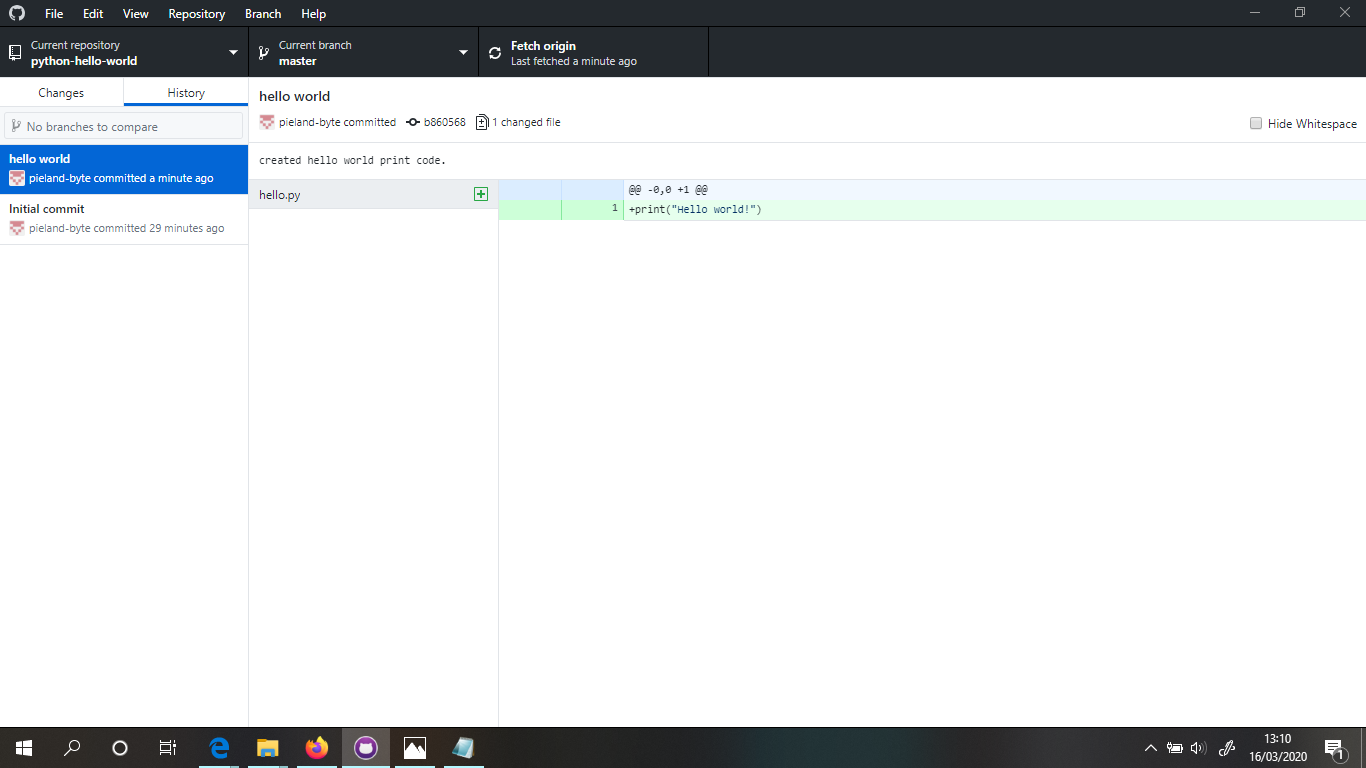 File Edit View Repository Branch Help
Current repository
python-hello-world
Current branch
master
Fetch origin
Last fetched a minute ago
Changes
History
No branches to compare
hello world
pieland-byte committed a minute ago
Initial commit
pieland-byte committed 29 minutes ago
hello world
pieland-byte committed b860568 1 changed file
Hide Whitespace
created hello world print code.
hello.py
@@ -0,0 +1 @@
1 +print("Hello world!")
13:10
16/03/2020
1